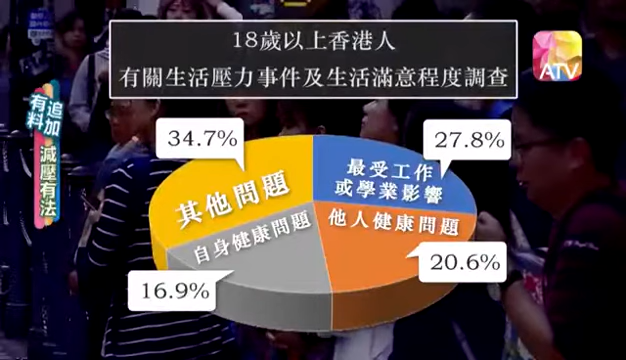 18歲以上香港人
有關生活壓力事件及生活滿意程度調查
ATV
追加
有料
減壓有法
34.7%
27.8%
最受工作
或學業影響
其他問題
他人健康問題
自身健康問題
20.6%
16.9%